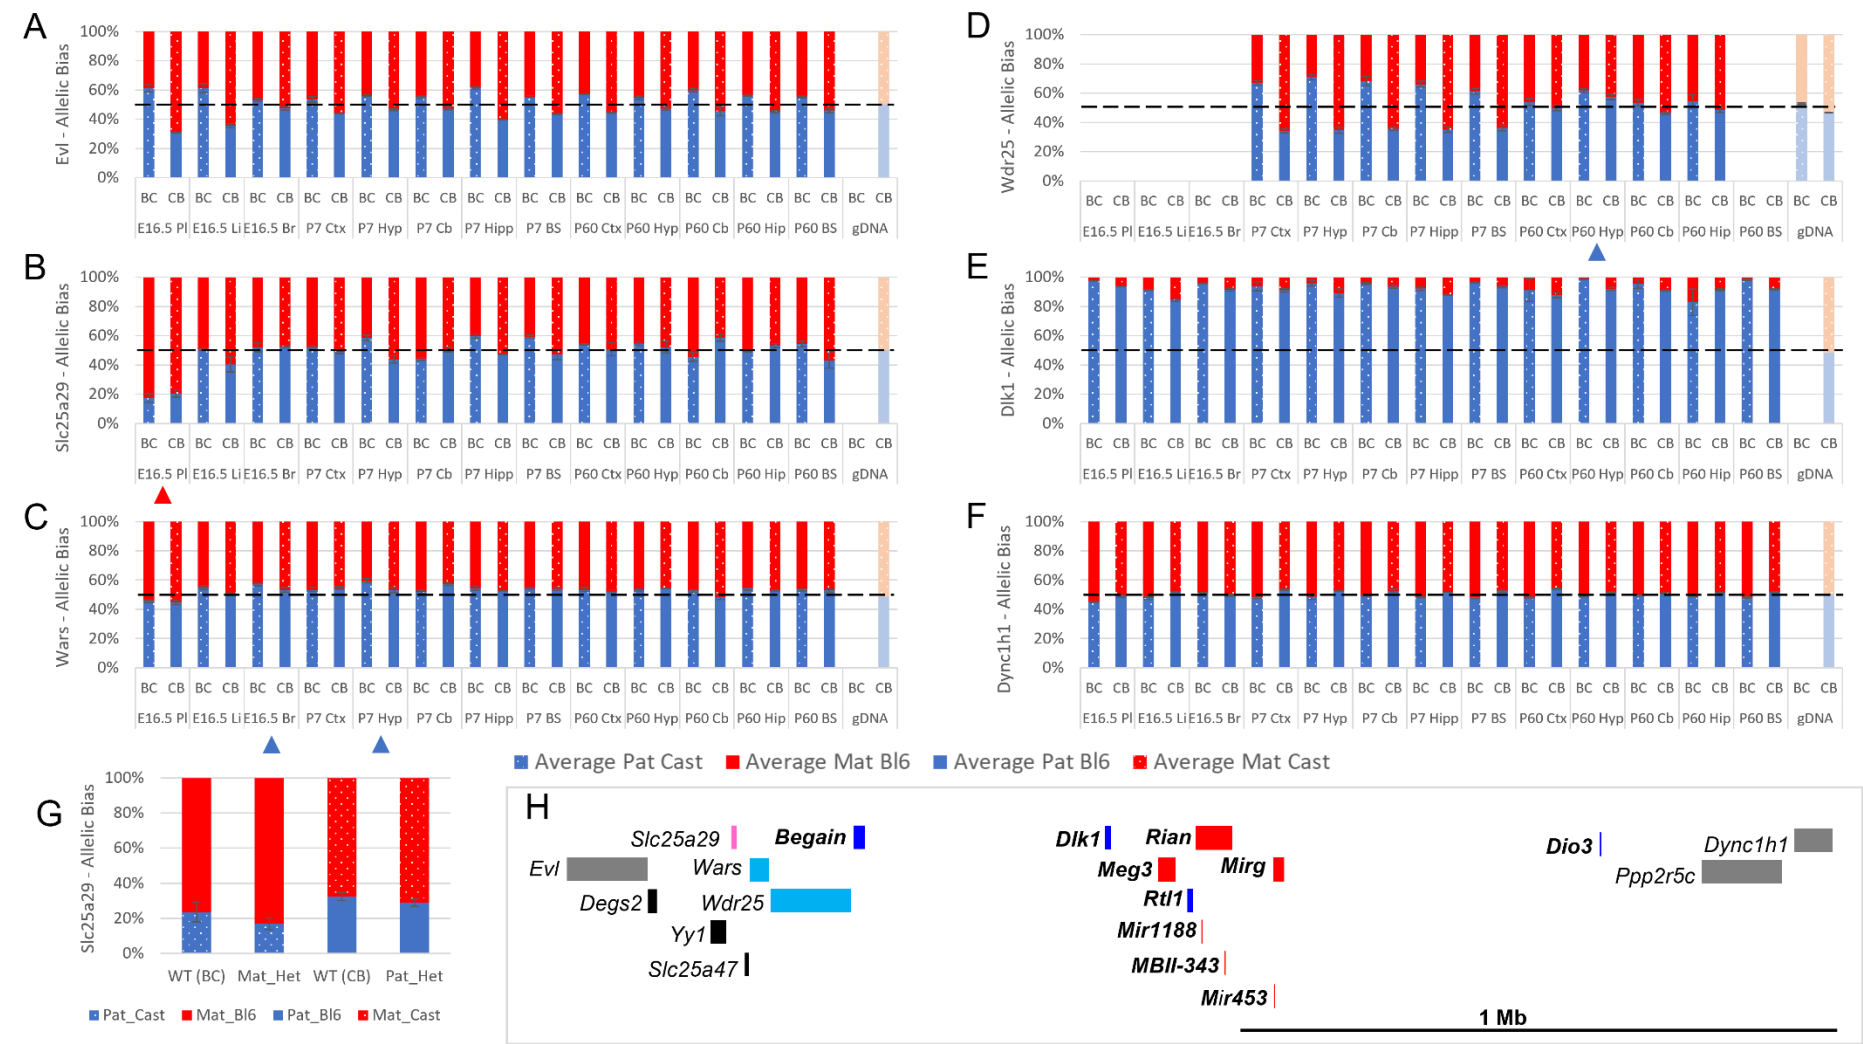 A
Evl - Allelic Bias
100%
80%
60%
40%
20%
0%
BC CB BC CB BC CB BC CB BC CB BC CB BC CB BC CB BC CB BC CB BC CB BC CB BC CB BC CB
E16.5 Pl E16.5 Li E16.5 Br P7 Ctx P7 Hyp P7 Cb P7 Hipp P7 BS P60 Ctx P60 Hyp P60 Cb P60 Hip P60 BS gDNA
B
Slc25a29 - Allelic Bias
100%
80%
60%
40%
20%
0%
BC CB BC CB BC CB BC CB BC CB BC CB BC CB BC CB BC CB BC CB BC CB BC CB BC CB BC CB
E16.5 Pl E16.5 Li E16.5 Br P7 Ctx P7 Hyp P7 Cb P7 Hipp P7 BS P60 Ctx P60 Hyp P60 Cb P60 Hip P60 BS gDNA
C
Wars - Allelic Bias
100%
80%
60%
40%
20%
0%
BC CB BC CB BC CB BC CB BC CB BC CB BC CB BC CB BC CB BC CB BC CB BC CB BC CB BC CB
E16.5 Pl E16.5 Li E16.5 Br P7 Ctx P7 Hyp P7 Cb P7 Hipp P7 BS P60 Ctx P60 Hyp P60 Cb P60 Hip P60 BS gDNA
D
Wdr25 - Allelic Bias
100%
80%
60%
40%
20%
0%
BC CB BC CB BC CB BC CB BC CB BC CB BC CB BC CB BC CB BC CB BC CB BC CB BC CB BC CB
E16.5 Pl E16.5 Li E16.5 Br P7 Ctx P7 Hyp P7 Cb P7 Hipp P7 BS P60 Ctx P60 Hyp P60 Cb P60 Hip P60 BS gDNA
E
Dlk1 - Allelic Bias
100%
80%
60%
40%
20%
0%
BC CB BC CB BC CB BC CB BC CB BC CB BC CB BC CB BC CB BC CB BC CB BC CB BC CB BC CB
E16.5 Pl E16.5 Li E16.5 Br P7 Ctx P7 Hyp P7 Cb P7 Hipp P7 BS P60 Ctx P60 Hyp P60 Cb P60 Hip P60 BS gDNA
F
Dync1h1 - Allelic Bias
100%
80%
60%
40%
20%
0%
BC CB BC CB BC CB BC CB BC CB BC CB BC CB BC CB BC CB BC CB BC CB BC CB BC CB BC CB
E16.5 Pl E16.5 Li E16.5 Br P7 Ctx P7 Hyp P7 Cb P7 Hipp P7 BS P60 Ctx P60 Hyp P60 Cb P60 Hip P60 BS gDNA
Average Pat Cast Average Mat Bl6 Average Pat Bl6 Average Mat Cast
G
Slc25a29 - Allelic Bias
100%
80%
60%
40%
20%
0%
WT (BC) Mat_Het WT (CB) Pat_Het
Pat_Cast Mat_Bl6 Pat_Bl6 Mat_Cast
H
Slc25a29 Begain Dlk1 Rian Dio3 Dync1h1
Evl Wars Meg3 Mirg Ppp2r5c
Degs2 Wdr25 Rtl1
Yy1 Mir1188
Slc25a47 MBII-343
Mir453
1 Mb